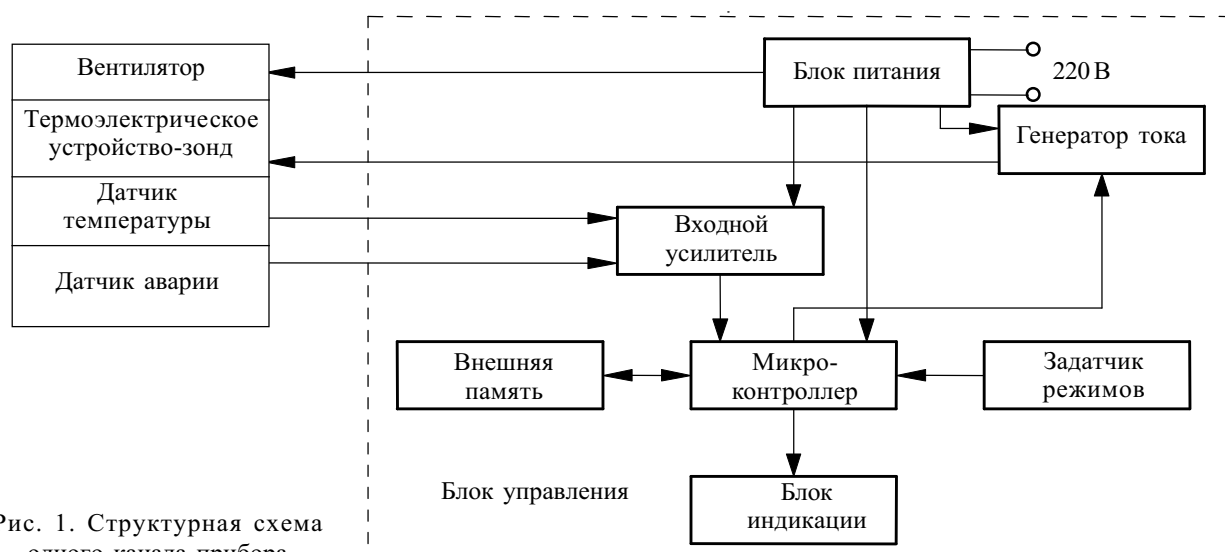 Вентилятор
Термоэлектрическое
устройство-зонд
Датчик
температуры
Датчик аварии
Блок питания
220 В
Генератор тока
Входной
усилитель
Внешняя
память
Микро-
контроллер
Задатчик
режимов
Блок управления
Блок
индикации
Рис. 1. Структурная схема
одного канала прибора